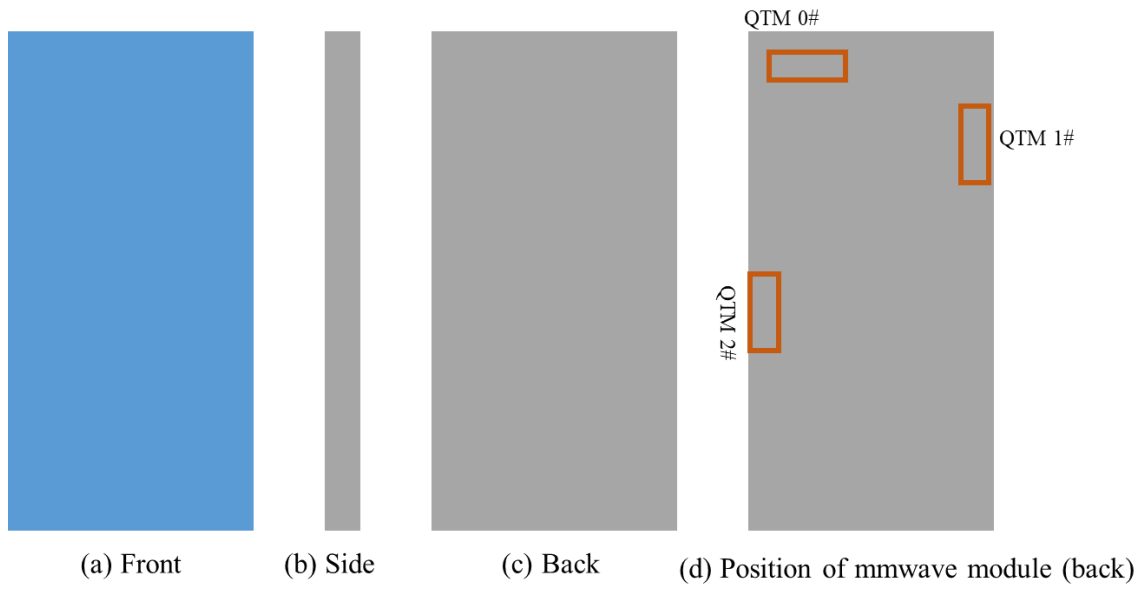 QTM 0#
QTM 1#
QTM 2#
(a) Front
(b) Side
(c) Back
(d) Position of mmwave module (back)